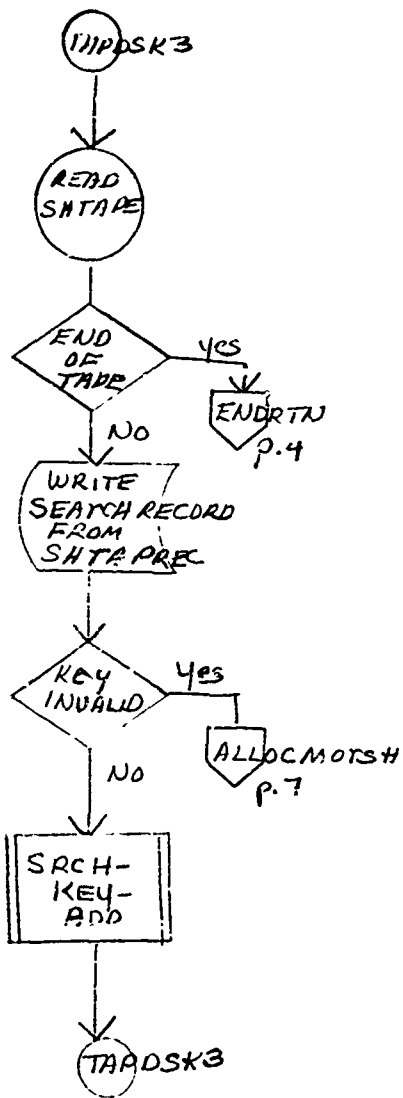 TAPDSK3
READ
SHTAPE
END
OF
TAPE
yes
ENDRTN
p.4
NO
WRITE
SEARCH RECORD
FROM
SHTAPREC
Key
INVALID
Yes
ALLOCMOTSH
p.7
NO
SRCH-
KEY-
ADD
TAPDSK3